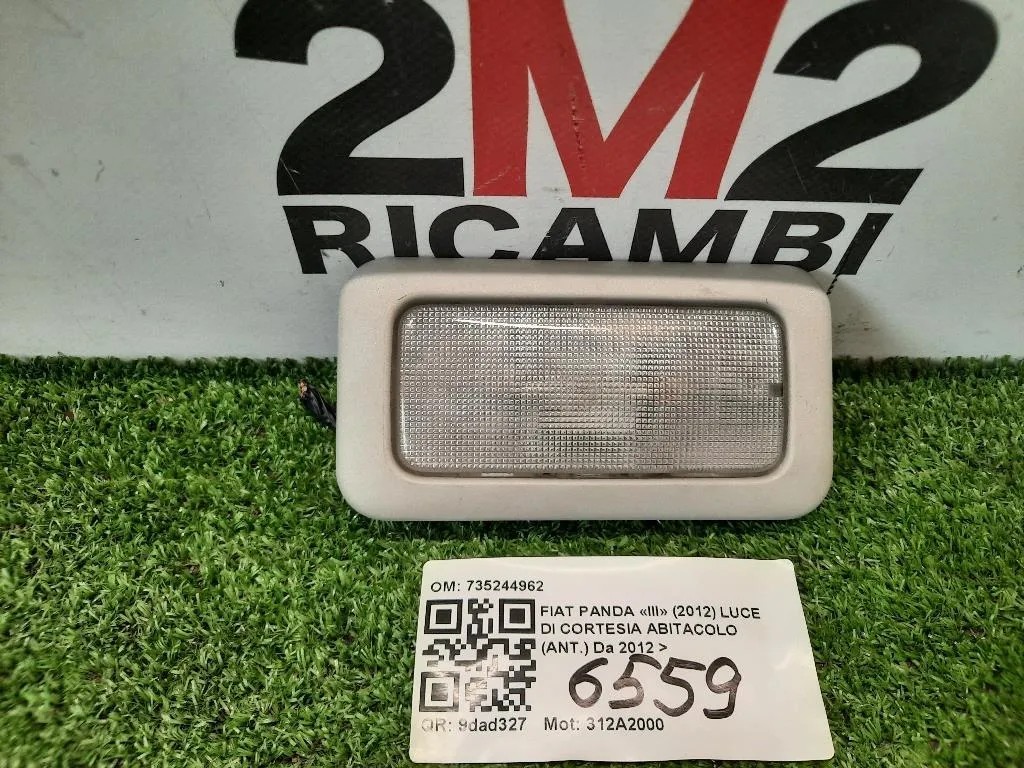 2M2
RICAMBI
OM: 735244962
FIAT PANDA «III» (2012) LUCE
DI CORTESIA ABITACOLO
(ANT.) Da 2012 >
6559
QR: 9dad327 Mot: 312A2000